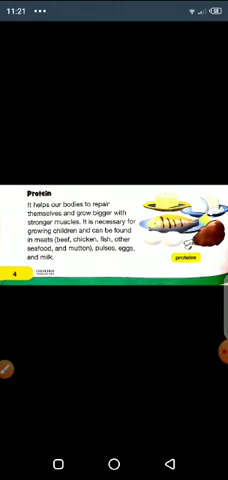 11:21
Protein
It helps our bodies to repair
themselves and grow bigger with
stronger muscles. It is necessary for
growing children and can be found
in meats (beef, chicken, fish, other
seafood, and mutton), pulses, eggs,
and milk.
proteins
4